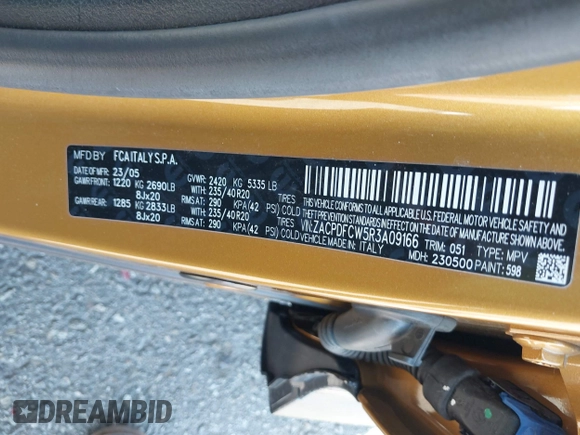 MFD BY FCA ITALY S.P.A.
DATE OF MFR: 23/05 GVWR: 2420 KG 5335 LB
GAWR FRONT: 1220 KG 2690LB WITH: 235/40R20 TIRES
8Jx20 RIMS AT: 290 KPA(42 PSI) COLD
GAWR REAR: 1285 KG 2833LB WITH: 235/40R20 TIRES
8Jx20 RIMS AT: 290 KPA(42 PSI) COLD
THIS VEHICLE CONFORMS TO ALL APPLICABLE U.S. FEDERAL MOTOR VEHICLE SAFETY, BUMPER, AND THEFT PREVENTION STANDARDS IN EFFECT ON THE DATE OF MANUFACTURE SHOWN ABOVE.
VIN: ZACPDFCW5R3A09166 TYPE: MPV
VEHICLE MADE IN: ITALY TRIM: 051
MDH: 230500 PAINT: 598
DREAMBID